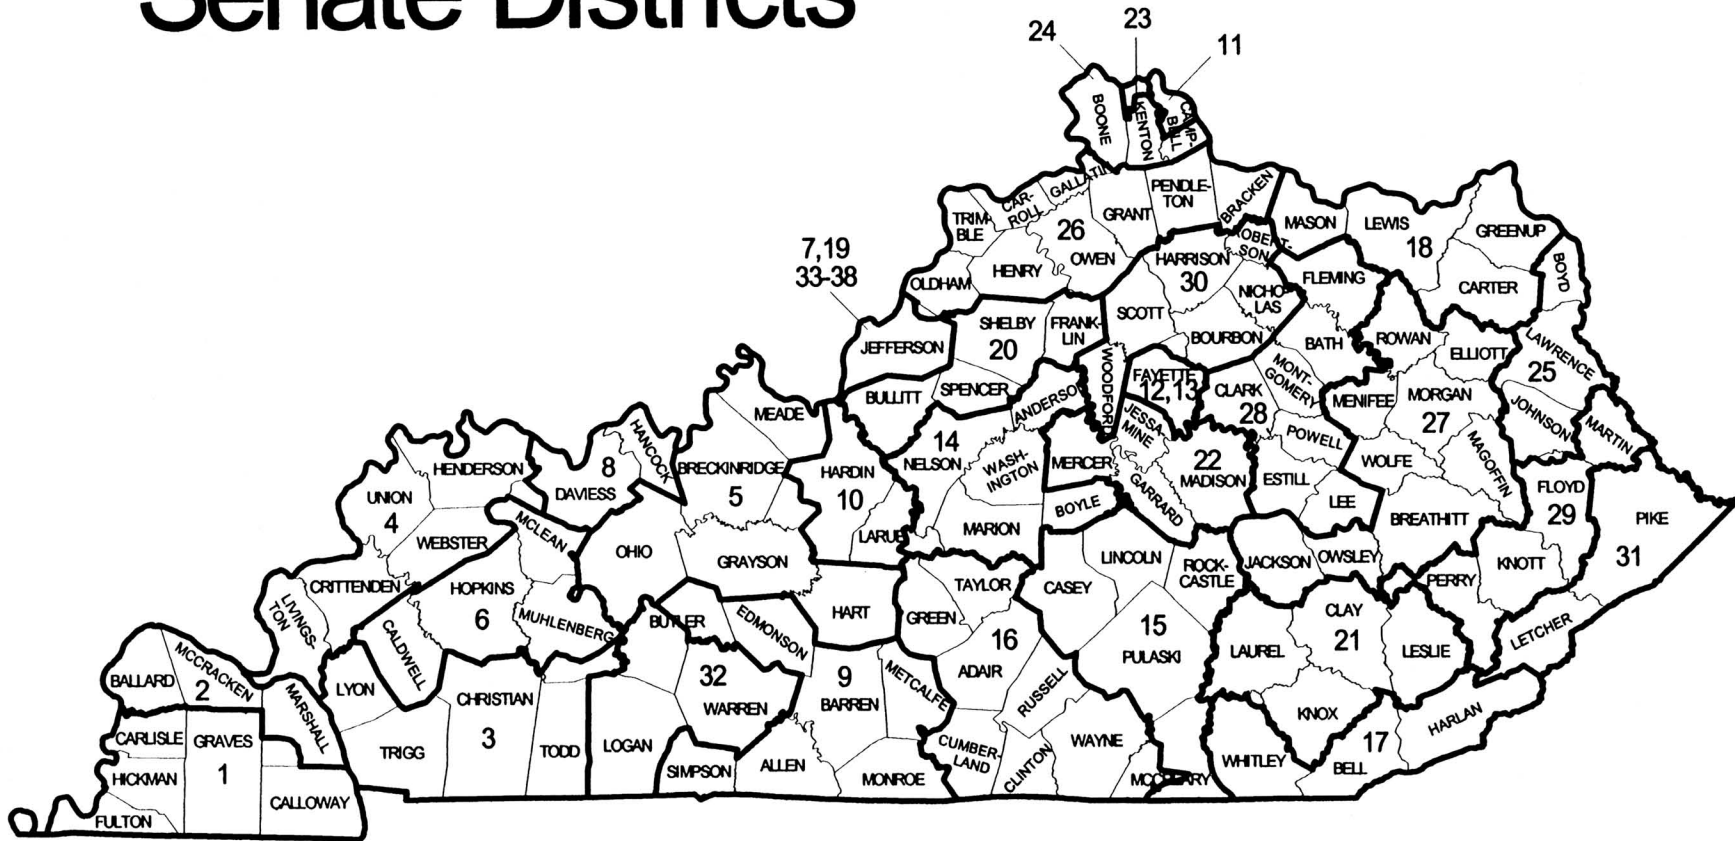 Senate Districts
24
23
11
BOONE
KENTON
CAMP-
BELL
7,19
33-38
TRIM-
BLE
CAR-
ROLL
GALLATIN
GRANT
PENDLE-
TON
BRACKEN
26
OWEN
HENRY
OLDHAM
MASON
LEWIS
18
GREENUP
CARTER
BOYD
ROBERT-
SON
HARRISON
30
NICHO-
LAS
FLEMING
SCOTT
BOURBON
BATH
ROWAN
ELLIOTT
LAWRENCE
25
JOHNSON
MARTIN
JEFFERSON
SHELBY
20
FRANK-
LIN
SPENCER
BULLITT
ANDERSON
WOODFORD
FAYETTE
12,13
JESSA-
MINE
CLARK
28
MONT-
GOMERY
POWELL
MENIFEE
MORGAN
27
WOLFE
MAGOFFIN
MEADE
HANCOCK
BRECKINRIDGE
5
HARDIN
10
LARUE
14
NELSON
WASH-
INGTON
MARION
MERCER
BOYLE
GARRARD
22
MADISON
ESTILL
LEE
BREATHITT
FLOYD
29
PIKE
31
KNOTT
PERRY
LETCHER
HENDERSON
UNION
4
WEBSTER
8
DAVIESS
MCLEAN
OHIO
GRAYSON
CRITTENDEN
LIVINGS-
TON
HOPKINS
6
MUHLENBERG
CALDWELL
BUTLER
EDMONSON
HART
GREEN
TAYLOR
CASEY
LINCOLN
ROCK-
CASTLE
JACKSON
OWSLEY
CLAY
21
LAUREL
LESLIE
15
PULASKI
16
ADAIR
RUSSELL
KNOX
HARLAN
17
BELL
WHITLEY
MCCREARY
WAYNE
CLINTON
CUMBER-
LAND
METCALFE
9
BARREN
MONROE
ALLEN
SIMPSON
32
WARREN
LOGAN
TODD
CHRISTIAN
3
TRIGG
LYON
MARSHALL
MCCRACKEN
2
BALLARD
CARLISLE
GRAVES
1
HICKMAN
FULTON
CALLOWAY